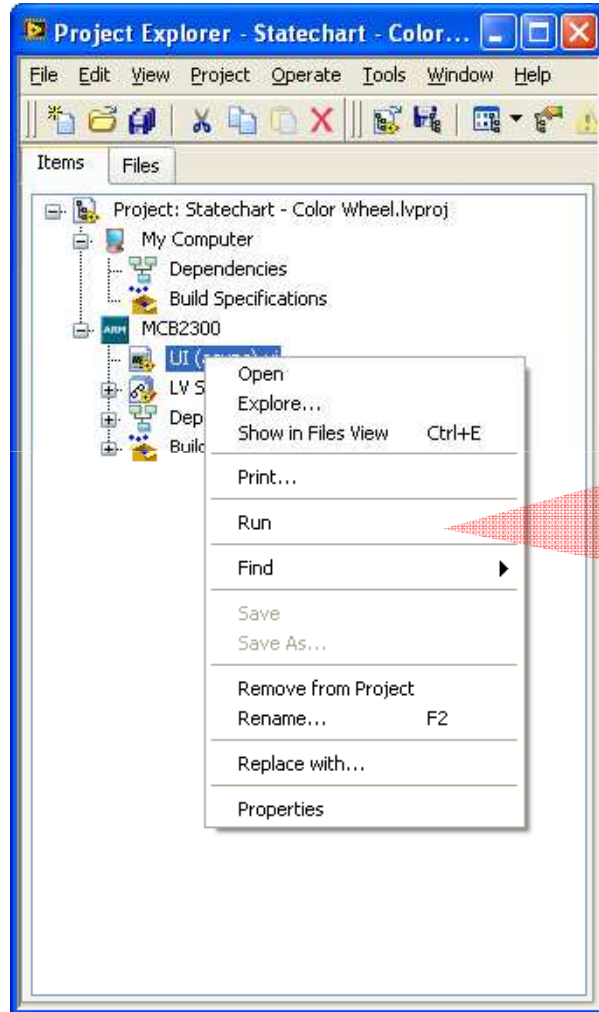 Project Explorer - Statechart - Color...
File Edit View Project Operate Tools Window Help
Items Files
Project: Statechart - Color Wheel.lvproj
My Computer
Dependencies
Build Specifications
ARM MCB2300
UI
LV S
Dep
Builc
Open
Explore...
Show in Files View Ctrl+E
Print...
Run
Find
Save
Save As...
Remove from Project
Rename... F2
Replace with...
Properties